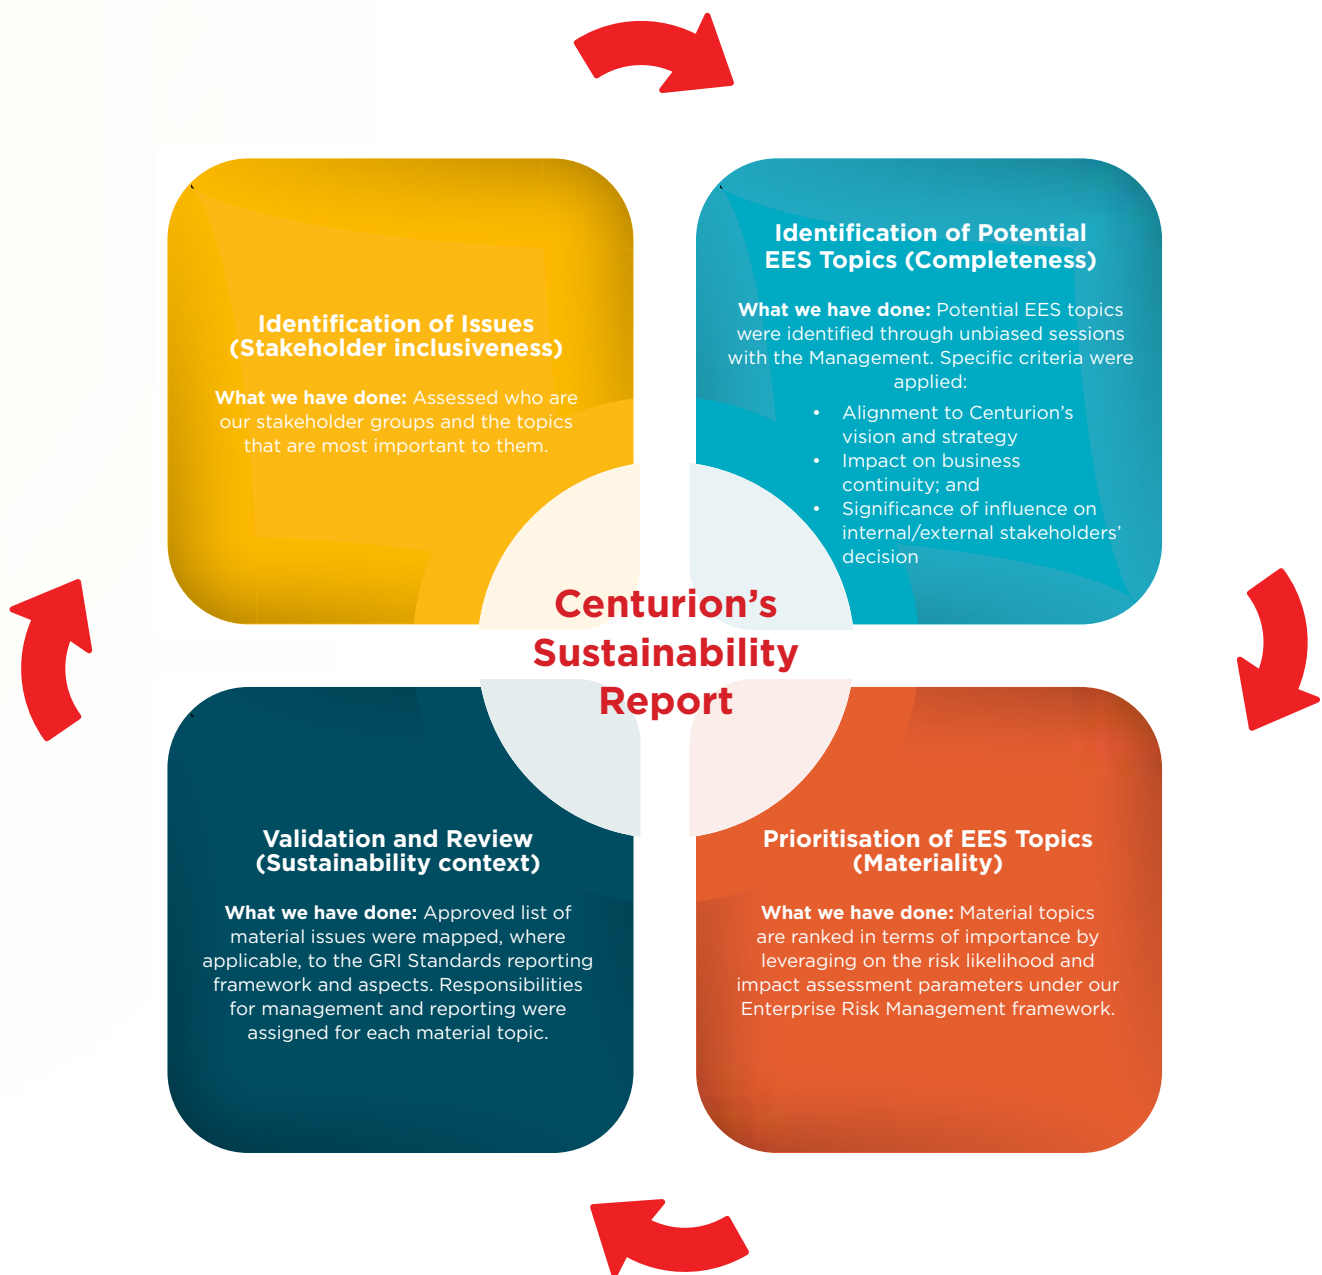 Identification of Issues
(Stakeholder inclusiveness)
What we have done: Assessed who are
our stakeholder groups and the topics
that are most important to them.
Identification of Potential
EES Topics (Completeness)
What we have done: Potential EES topics
were identified through unbiased sessions
with the Management. Specific criteria were
applied:
• Alignment to Centurion’s
vision and strategy
• Impact on business
continuity; and
• Significance of influence on
internal/external stakeholders’
decision
Centurion’s
Sustainability
Report
Validation and Review
(Sustainability context)
What we have done: Approved list of
material issues were mapped, where
applicable, to the GRI Standards reporting
framework and aspects. Responsibilities
for management and reporting were
assigned for each material topic.
Prioritisation of EES Topics
(Materiality)
What we have done: Material topics
are ranked in terms of importance by
leveraging on the risk likelihood and
impact assessment parameters under our
Enterprise Risk Management framework.